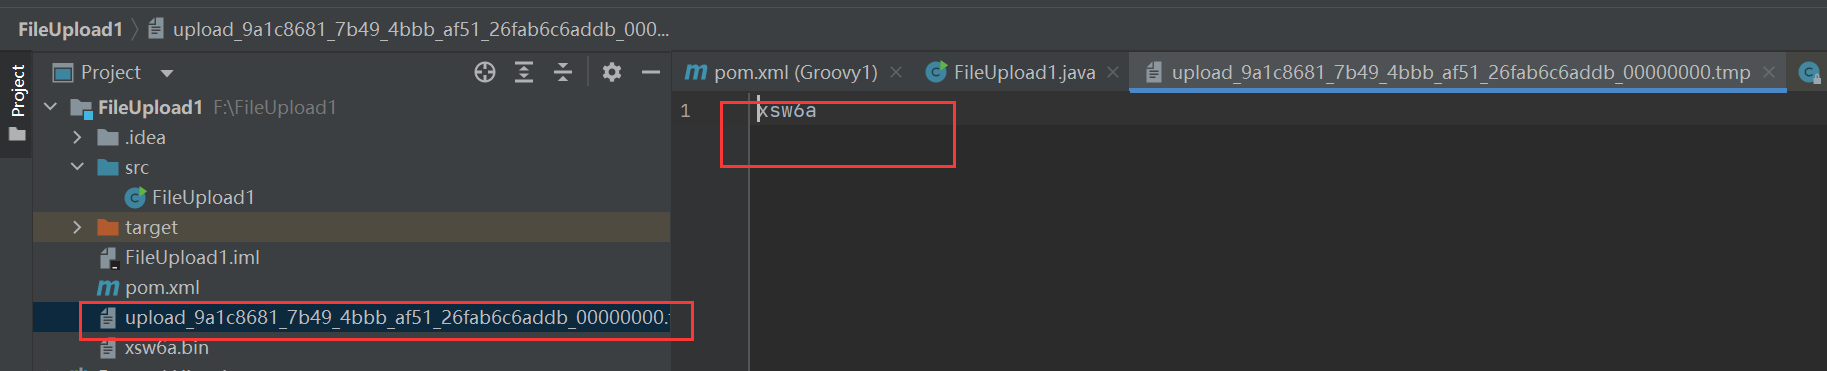 FileUpload1 upload_9a1c8681_7b49_4bbb_af51_26fab6c6addb_000...
Project
Project
FileUpload1 F:\FileUpload1
.idea
src
FileUpload1
target
FileUpload1.iml
pom.xml
upload_9a1c8681_7b49_4bbb_af51_26fab6c6addb_00000000.
xsw6a.bin
pom.xml (Groovy1) FileUpload1.java upload_9a1c8681_7b49_4bbb_af51_26fab6c6addb_00000000.tmp
1 xsw6a